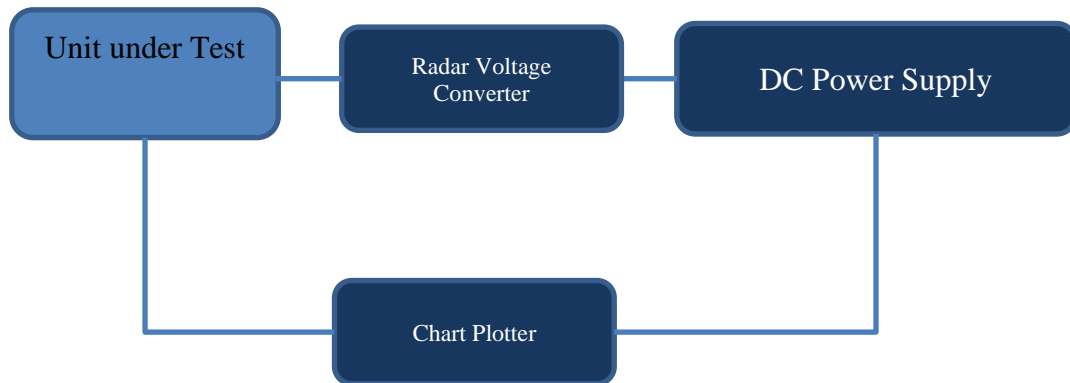 Unit under Test
Radar Voltage
Converter
DC Power Supply
Chart Plotter